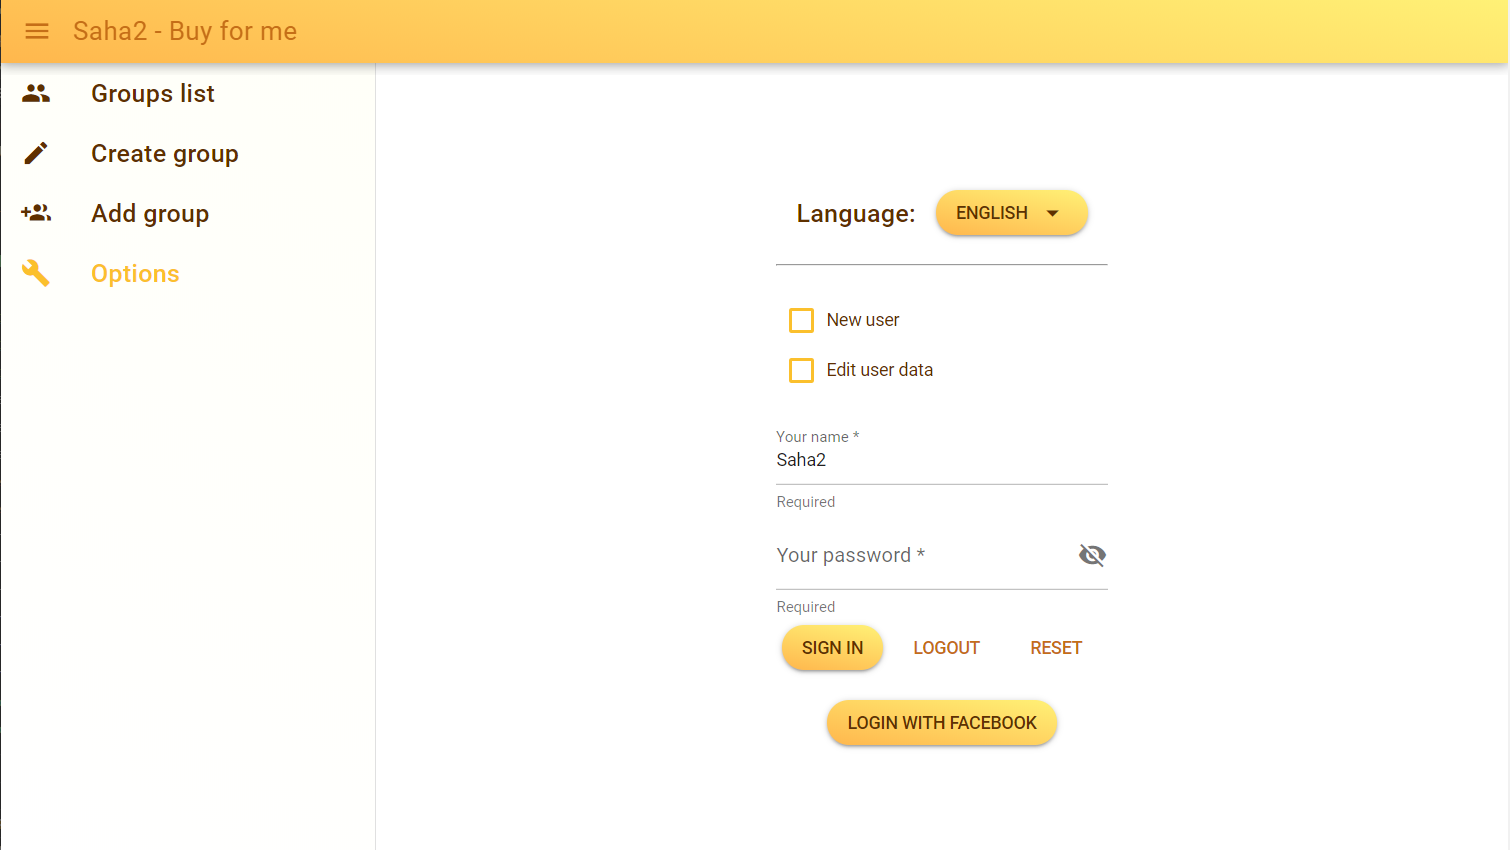 Saha2 - Buy for me
Groups list
Create group
Add group
Options
Language: ENGLISH
New user
Edit user data
Your name *
Saha2
Required
Your password *
Required
SIGN IN LOGOUT RESET
LOGIN WITH FACEBOOK